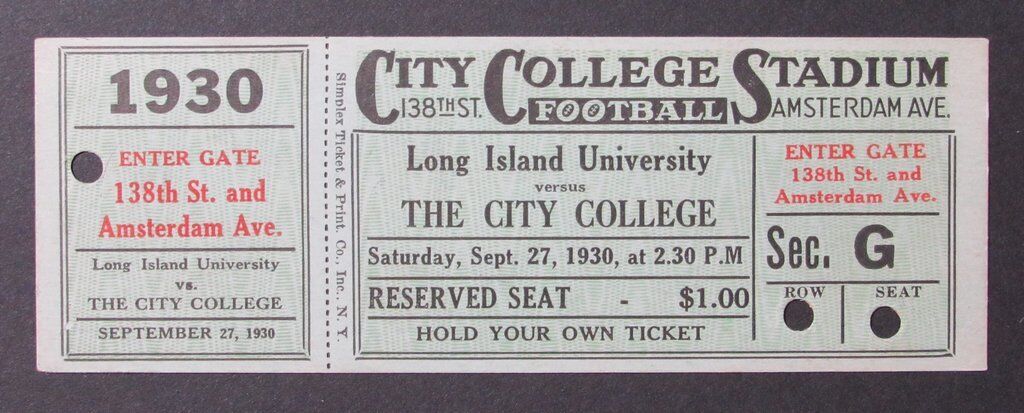 1930
ENTER GATE
138th St. and
Amsterdam Ave.
Long Island University
vs.
THE CITY COLLEGE
SEPTEMBER 27, 1930
Simplex Ticket & Print. Co., Inc., N. Y.
CITY COLLEGE STADIUM
138TH ST. FOOTBALL AMSTERDAM AVE.
Long Island University
versus
THE CITY COLLEGE
Saturday, Sept. 27, 1930, at 2.30 P.M
RESERVED SEAT - $1.00
HOLD YOUR OWN TICKET
ENTER GATE
138th St. and
Amsterdam Ave.
Sec. G
ROW SEAT